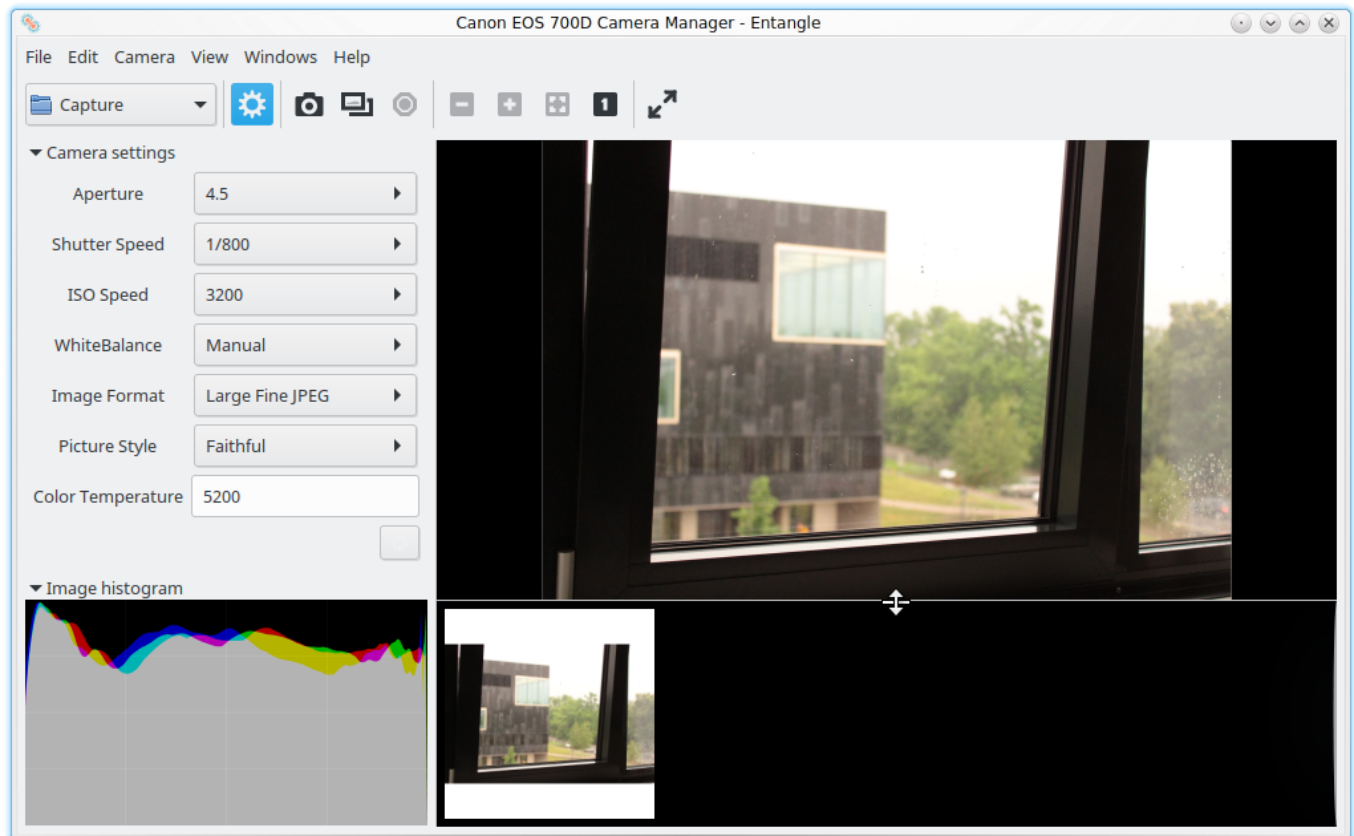 Canon EOS 700D Camera Manager - Entangle
File Edit Camera View Windows Help
Capture
1
Camera settings
Aperture 4.5
Shutter Speed 1/800
ISO Speed 3200
WhiteBalance Manual
Image Format Large Fine JPEG
Picture Style Faithful
Color Temperature 5200
Image histogram